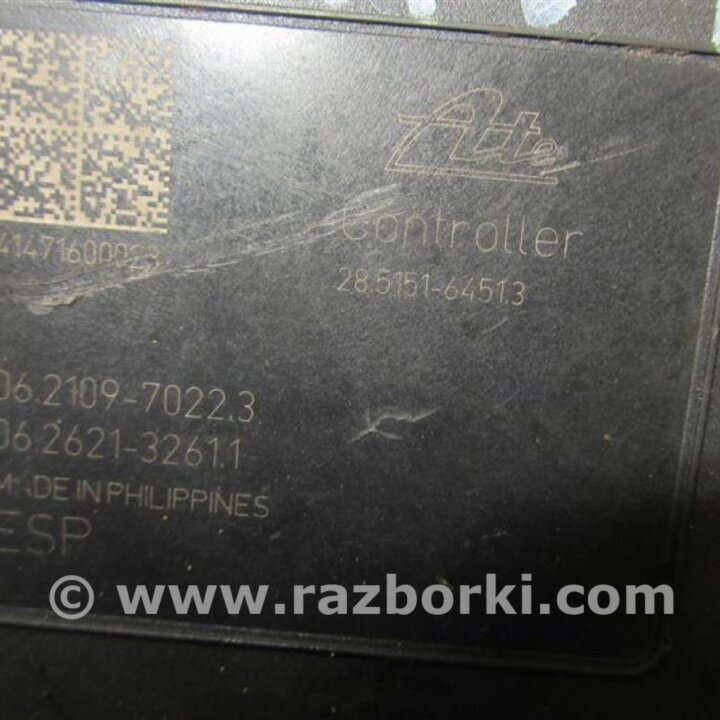 Ate
Controller
41471600023
28.5151-6451.3
06.2109-7022.3
06.2621-3261.1
MADE IN PHILIPPINES
ESP
© www.razborki.com